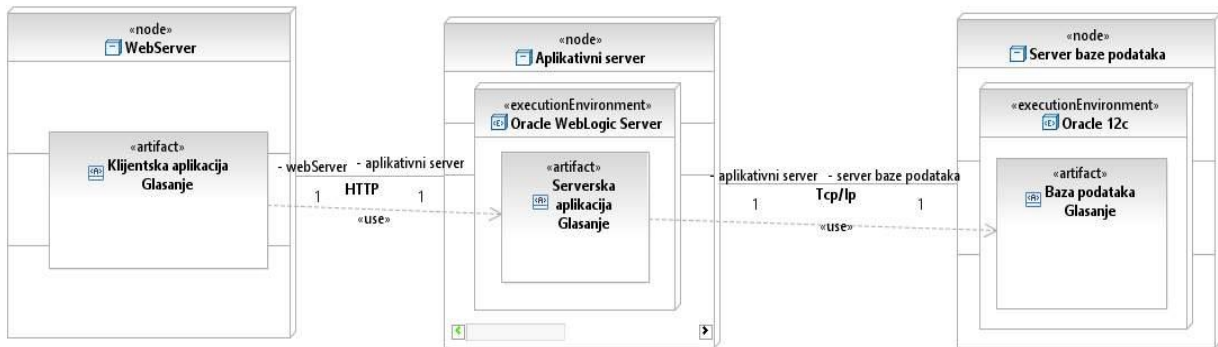 «node»
WebServer
«artifact»
Klijentska aplikacija
Glasanje
- webServer
- aplikativni server
HTTP
1
1
«use»
«node»
Aplikativni server
«executionEnvironment»
Oracle WebLogic Server
«artifact»
Serverska
aplikacija
Glasanje
- aplikativni server
- server baze podataka
Tcp/Ip
1
1
«use»
«node»
Server baze podataka
«executionEnvironment»
Oracle 12c
«artifact»
Baza podataka
Glasanje